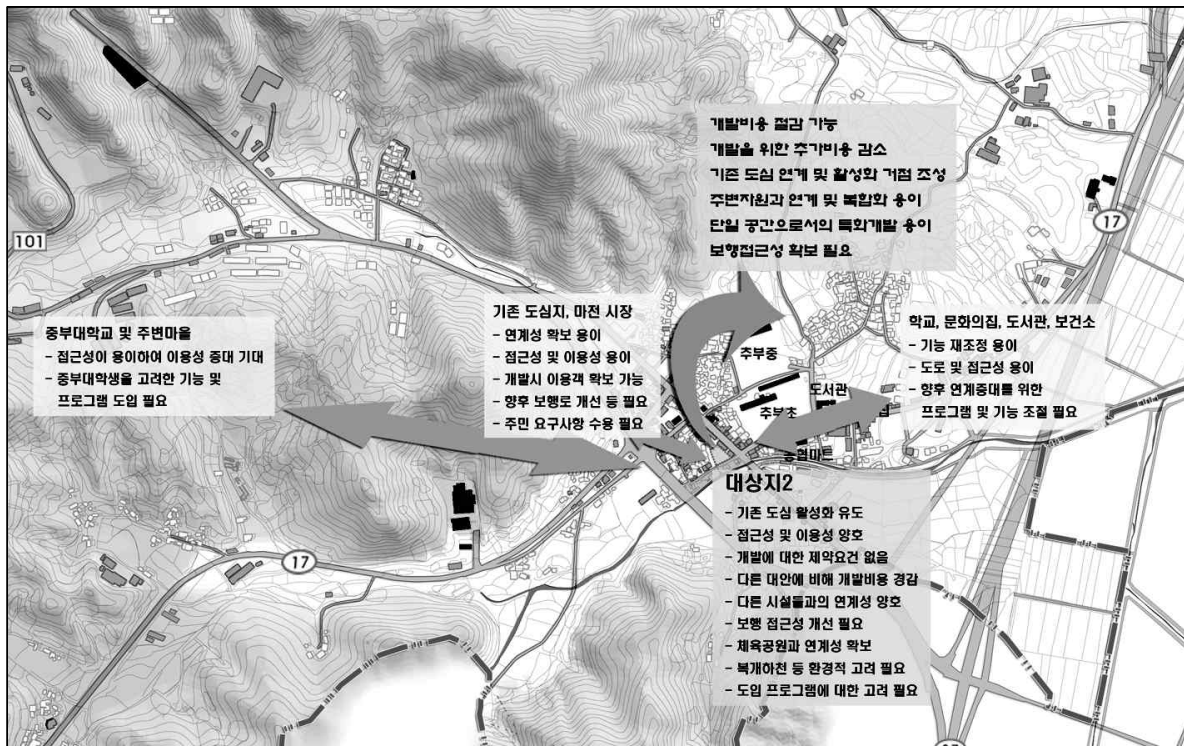 개발비용 절감 가능
개발을 위한 추가비용 감소
기존 도심 연계 및 활성화 거점 조성
주변자원과 연계 및 복합화 용이
단일 공간으로서의 특화개발 용이
보행접근성 확보 필요
101
17
중부대학교 및 주변마을
- 접근성이 용이하여 이용성 증대 기대
- 중부대학생을 고려한 기능 및
프로그램 도입 필요
기존 도심지, 마전 시장
- 연계성 확보 용이
- 접근성 및 이용성 용이
- 개발시 이용객 확보 가능
- 향후 보행로 개선 등 필요
- 주민 요구사항 수용 필요
추부중
추부초
도서관
농협마트
학교, 문화의집, 도서관, 보건소
- 기능 재조정 용이
- 도로 및 접근성 용이
- 향후 연계증대를 위한
프로그램 및 기능 조절 필요
대상지2
- 기존 도심 활성화 유도
- 접근성 및 이용성 양호
- 개발에 대한 제약요건 없음
- 다른 대안에 비해 개발비용 경감
- 다른 시설들과의 연계성 양호
- 보행 접근성 개선 필요
- 체육공원과 연계성 확보
- 복개하천 등 환경적 고려 필요
- 도입 프로그램에 대한 고려 필요
17